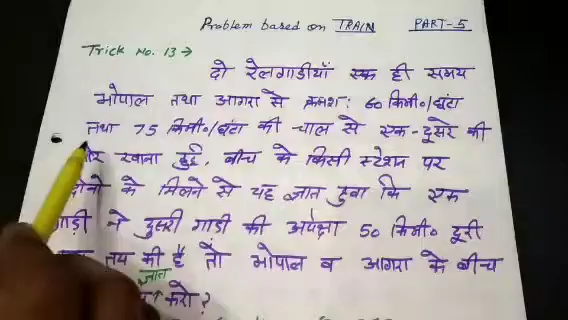 Problem based on TRAIN PART-5
Trick No. 13→
दो रेलगाडीयाँ एक ही समय
भोपाल तथा आगरा से क्रमश: 60 किमी०/घंटा
तथा 75 किमी०/घंटा की चाल से एक-दूसरे की
रवाना हुई, बीच के किसी स्टेशन पर
दोनो के मिलने से यह ज्ञात हुवा कि एक
गाड़ी ने दुसरी गाडी की अपेक्षा 50 किमी० दूरी
तय की है तो भोपाल व आगरा के बीच
ज्ञात
करो?